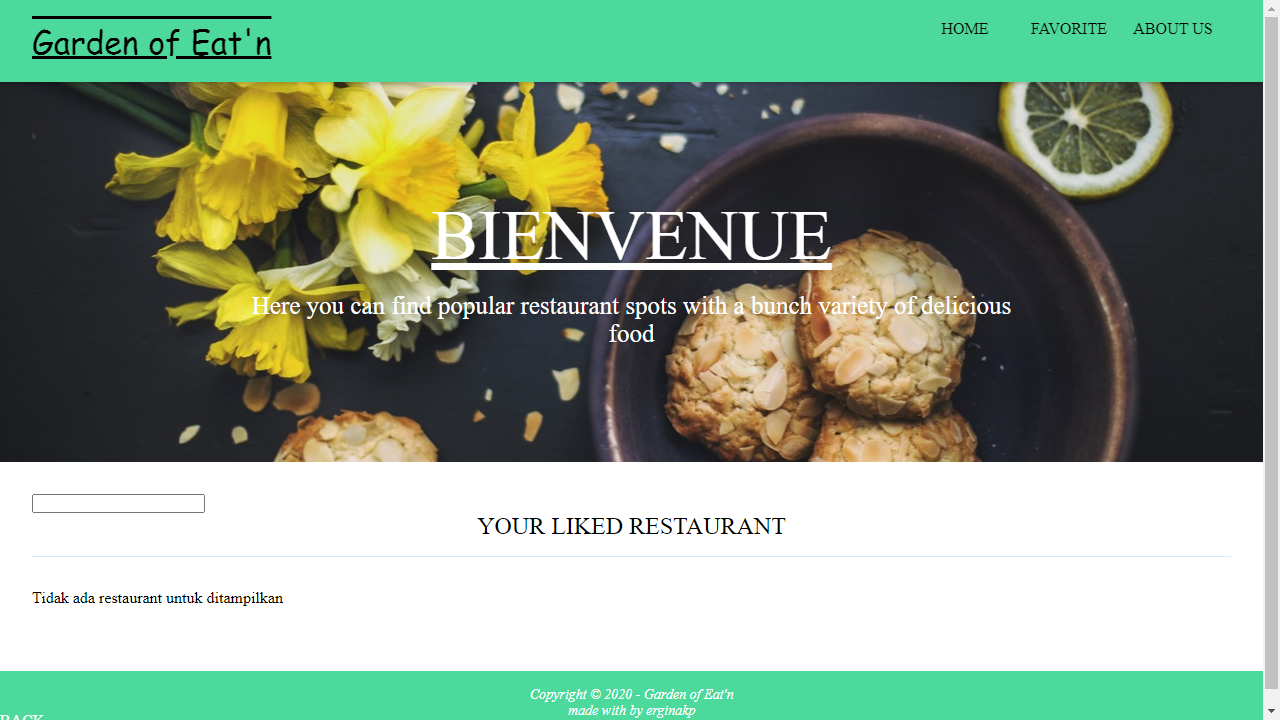 Garden of Eat'n
HOME
FAVORITE
ABOUT US
BIENVENUE
Here you can find popular restaurant spots with a bunch variety of delicious
food
YOUR LIKED RESTAURANT
Tidak ada restaurant untuk ditampilkan
Copyright © 2020 - Garden of Eat'n
made with by erginakp
BACK